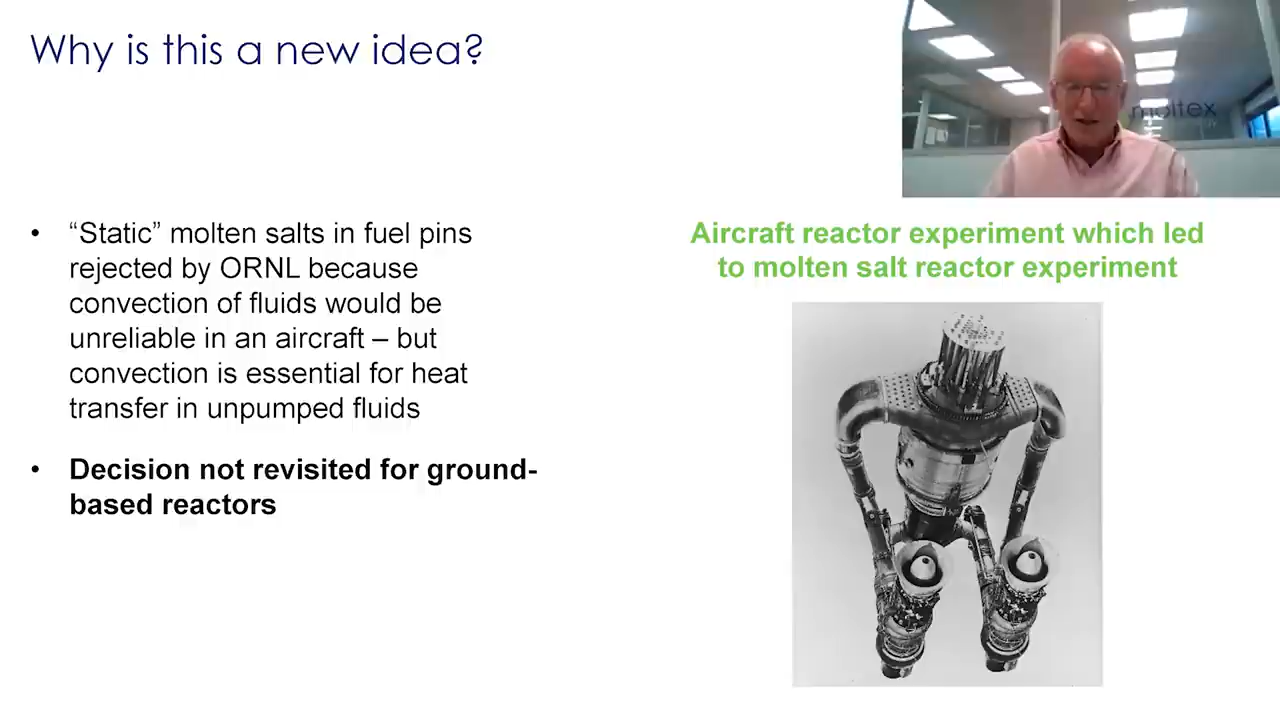 Why is this a new idea?
moltex
• “Static” molten salts in fuel pins
rejected by ORNL because
convection of fluids would be
unreliable in an aircraft – but
convection is essential for heat
transfer in unpumped fluids
• Decision not revisited for ground-
based reactors
Aircraft reactor experiment which led
to molten salt reactor experiment